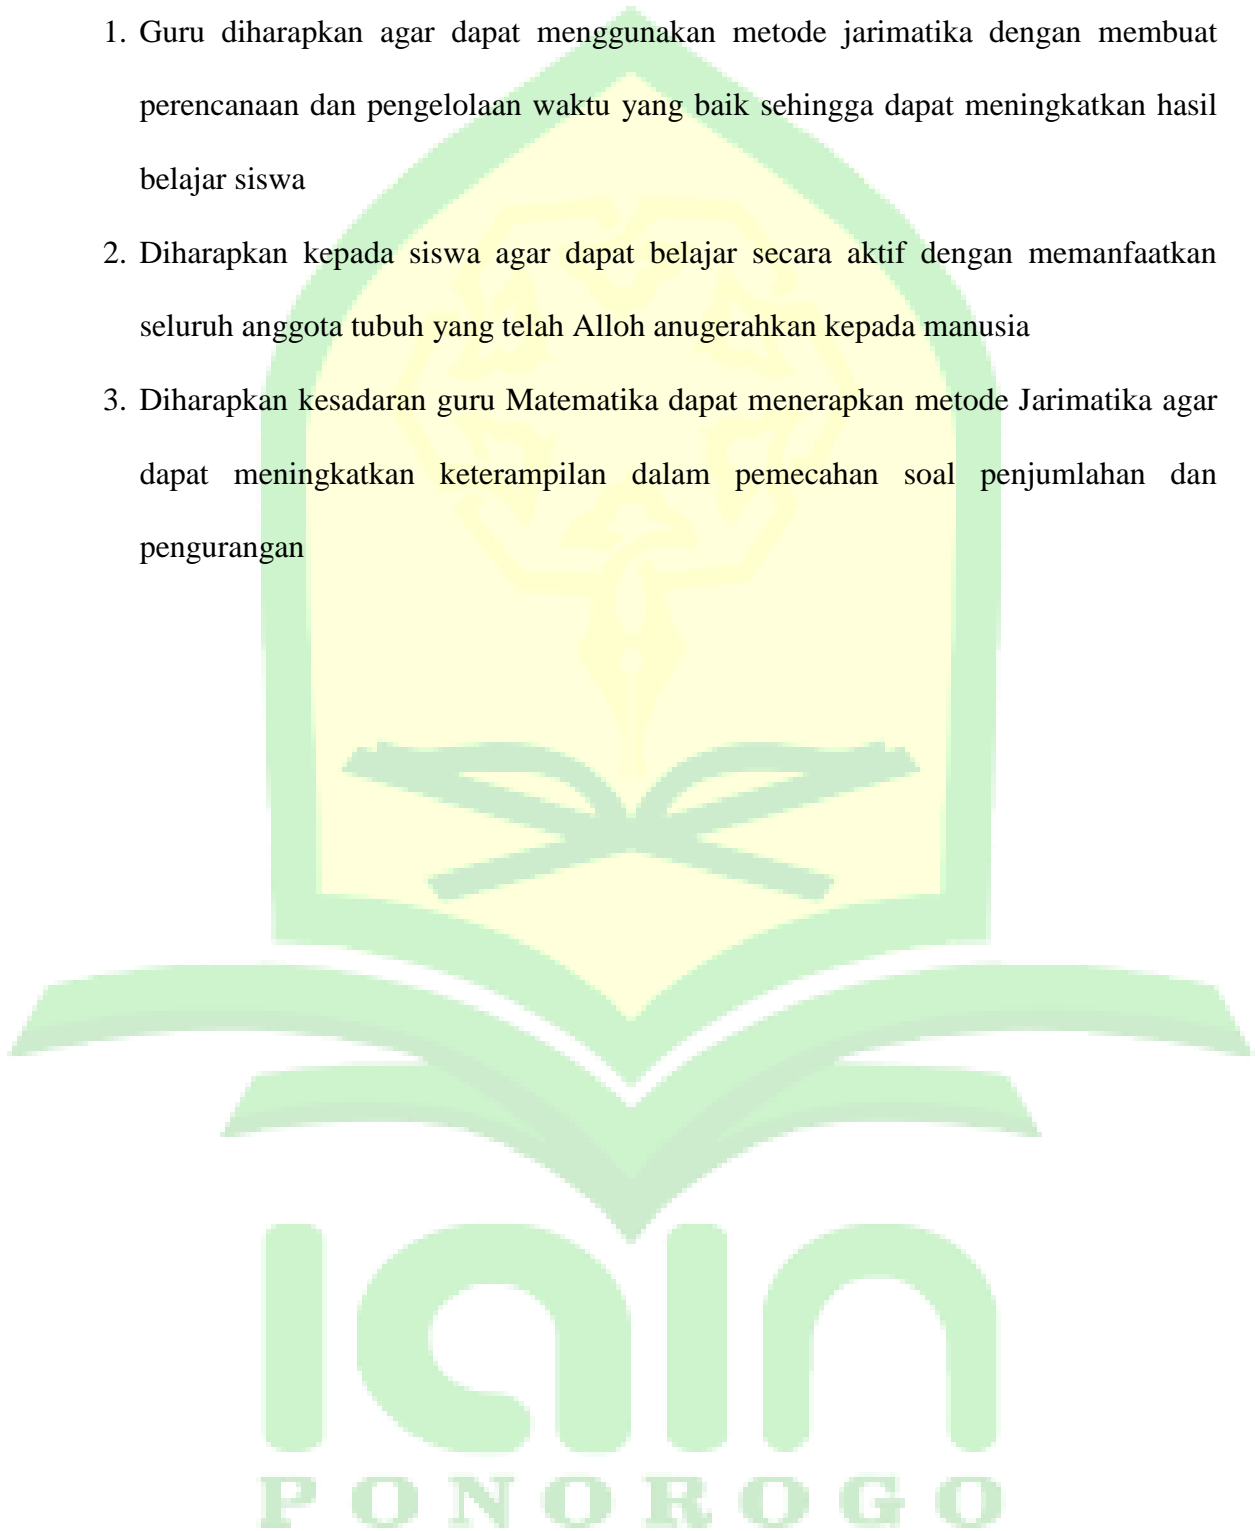 1. Guru diharapkan agar dapat menggunakan metode jarimatika dengan membuat
perencanaan dan pengelolaan waktu yang baik sehingga dapat meningkatkan hasil
belajar siswa
2. Diharapkan kepada siswa agar dapat belajar secara aktif dengan memanfaatkan
seluruh anggota tubuh yang telah Alloh anugerahkan kepada manusia
3. Diharapkan kesadaran guru Matematika dapat menerapkan metode Jarimatika agar
dapat meningkatkan keterampilan dalam pemecahan soal penjumlahan dan
pengurangan
iain
PONOROGO